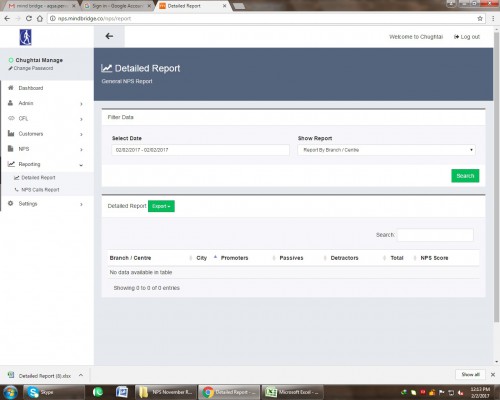 mind bridge - aqsa.pervez
Sign in - Google Accoun
Detailed Report
nps.mindbridge.co/nps/report
Welcome to Chughtai
Log out
Chughtai Manage
Change Password
Dashboard
Admin
CFL
Customers
NPS
Reporting
Detailed Report
NPS Calls Report
Settings
Detailed Report
General NPS Report
Filter Data
Select Date
Show Report
02/02/2017 - 02/02/2017
Report By Branch / Centre
Search
Detailed Report Export
Search:
Branch / Centre City Promoters Passives Detractors Total NPS Score
No data available in table
Showing 0 to 0 of 0 entries
Detailed Report (8).xlsx
Show all
Skype
NPS November R...
Detailed Report - ...
Microsoft Excel - ...
12:13 PM
2/2/2017